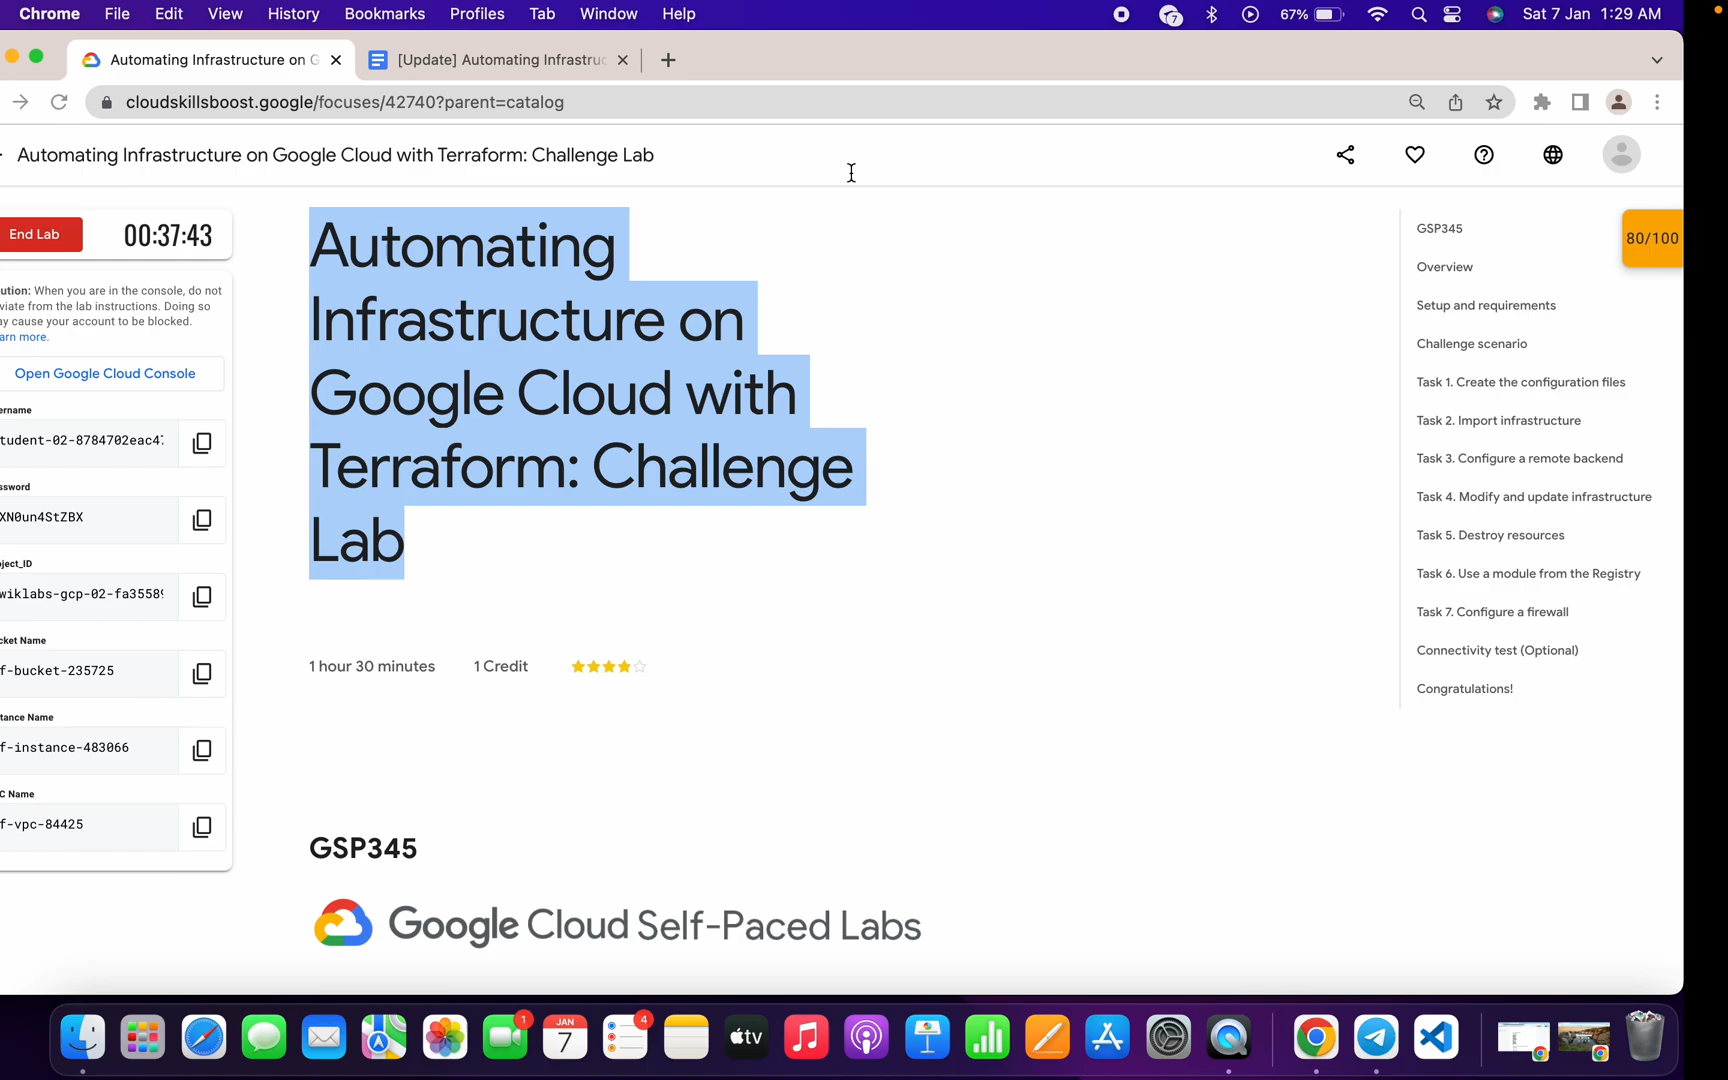 Chrome File Edit View History Bookmarks Profiles Tab Window Help 7 67% Sat 7 Jan 1:29 AM
Automating Infrastructure on G [Update] Automating Infrastruc
cloudskillsboost.google/focuses/42740?parent=catalog
Automating Infrastructure on Google Cloud with Terraform: Challenge Lab
End Lab 00:37:43
ution: When you are in the console, do not
viate from the lab instructions. Doing so
ay cause your account to be blocked.
arn more.
Open Google Cloud Console
ername
tudent-02-8784702eac4
ssword
XN0un4StZBX
ject_ID
wiklabs-gcp-02-fa3558
cket Name
f-bucket-235725
tance Name
f-instance-483066
C Name
f-vpc-84425
Automating
Infrastructure on
Google Cloud with
Terraform: Challenge
Lab
1 hour 30 minutes 1 Credit
GSP345
Google Cloud Self-Paced Labs
GSP345
Overview
Setup and requirements
Challenge scenario
Task 1. Create the configuration files
Task 2. Import infrastructure
Task 3. Configure a remote backend
Task 4. Modify and update infrastructure
Task 5. Destroy resources
Task 6. Use a module from the Registry
Task 7. Configure a firewall
Connectivity test (Optional)
Congratulations!
80/100
1 JAN 7 4 tv